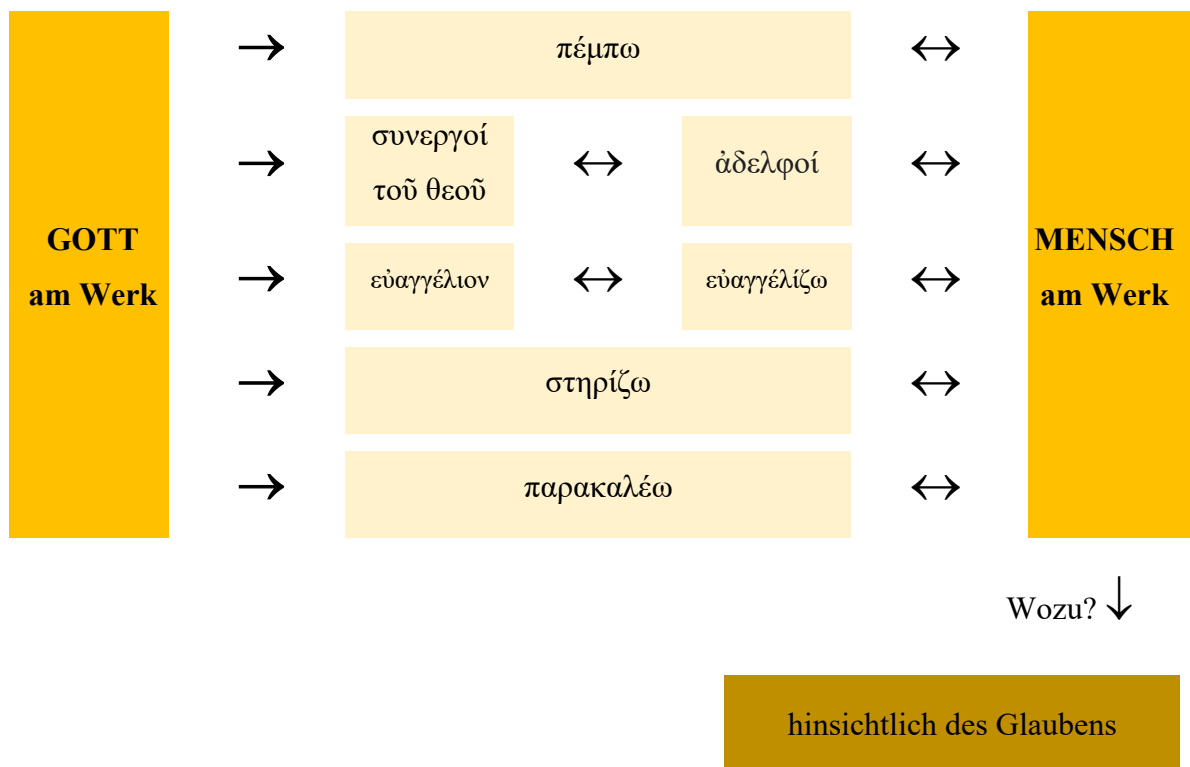 → πέμπω ↔
συνεργοί
τοῦ θεοῦ
→ ↔ ἀδελφοί ↔
GOTT
am Werk
MENSCH
am Werk
→ εὐαγγέλιον ↔ εὐαγγέλίζω ↔
→ στηρίζω ↔
→ παρακαλέω ↔
Wozu? ↓
hinsichtlich des Glaubens